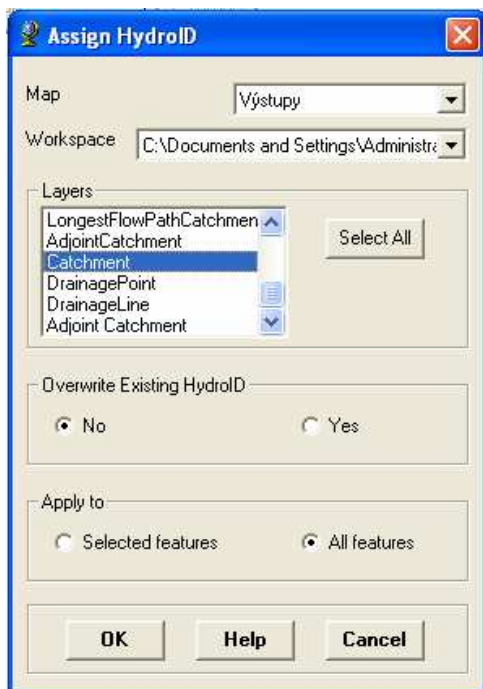 Assign HydroID
Map
Výstupy
Workspace
C:\Documents and Settings\Administra
Layers
LongestFlowPathCatchmen
AdjointCatchment
Catchment
DrainagePoint
DrainageLine
Adjoint Catchment
Select All
Overwrite Existing HydroID
No
Yes
Apply to
Selected features
All features
OK
Help
Cancel